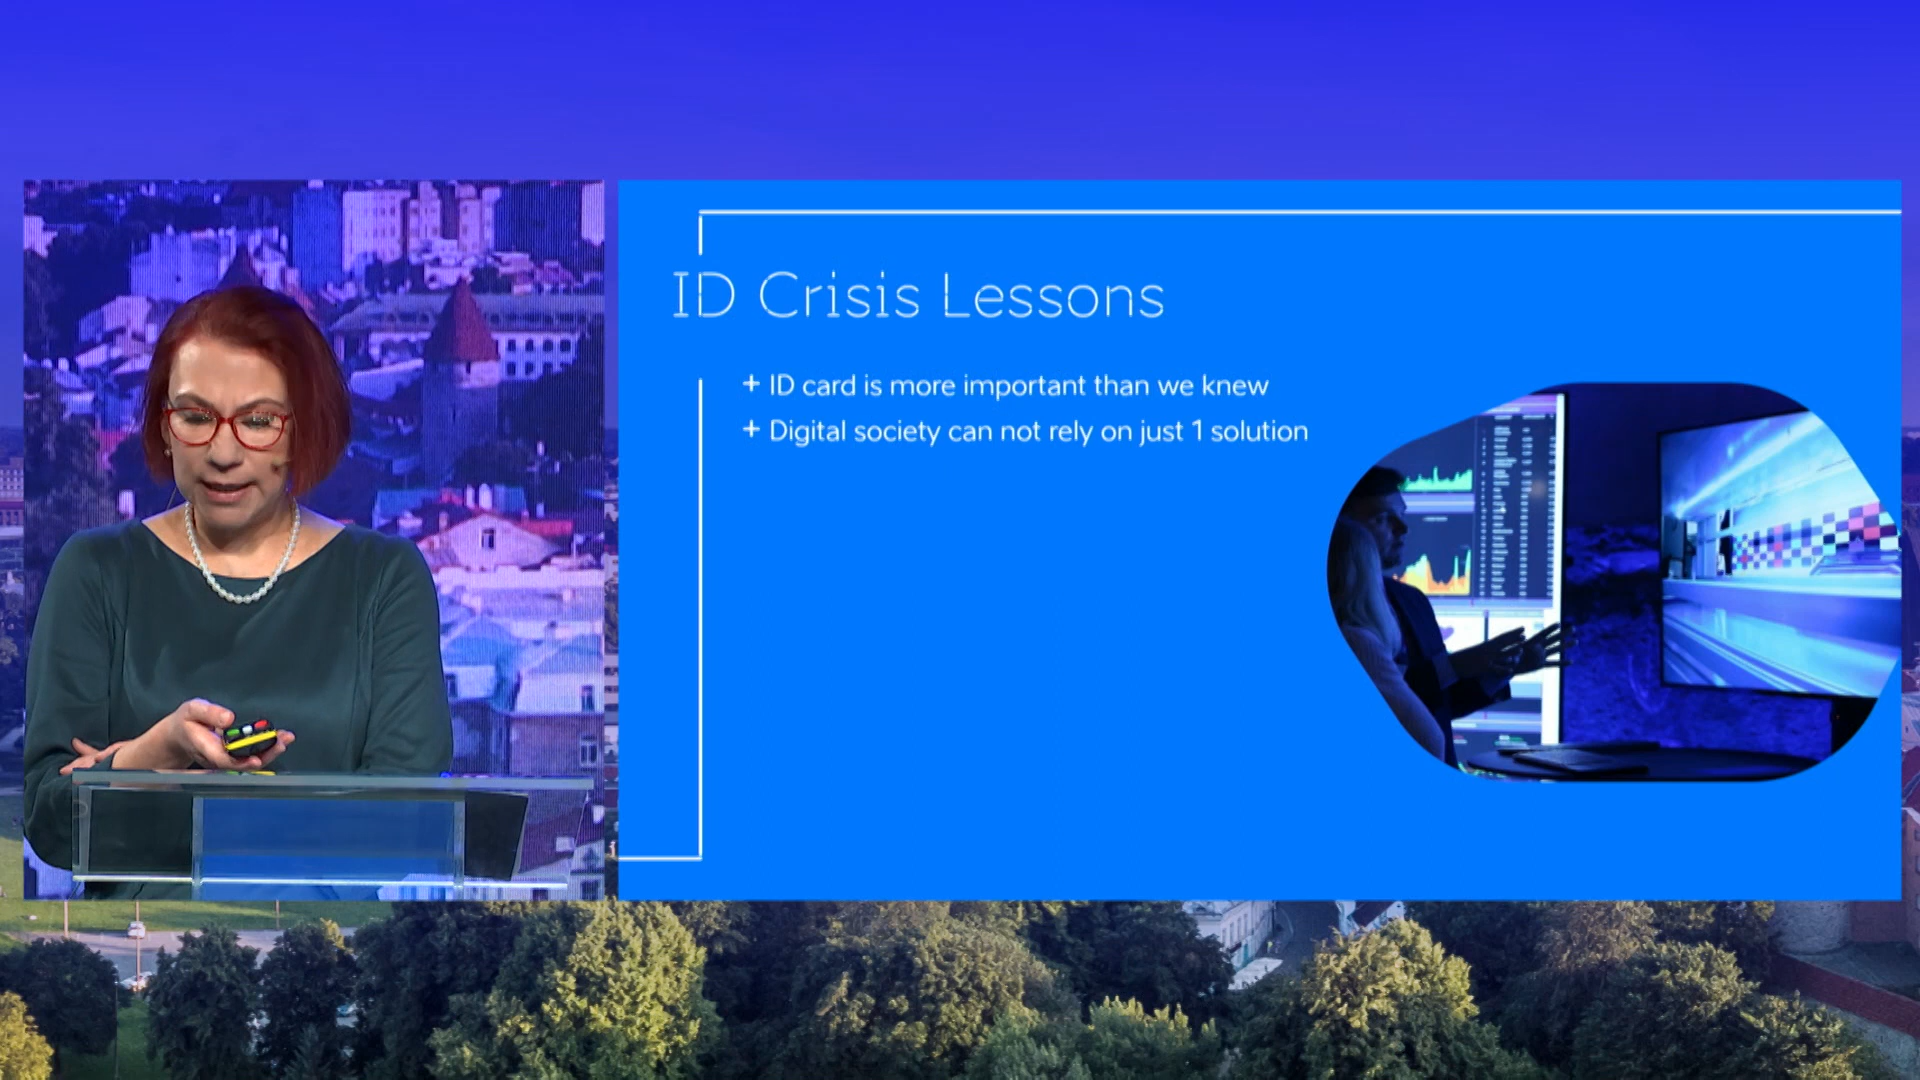 ID Crisis Lessons
+ ID card is more important than we knew
+ Digital society can not rely on just 1 solution